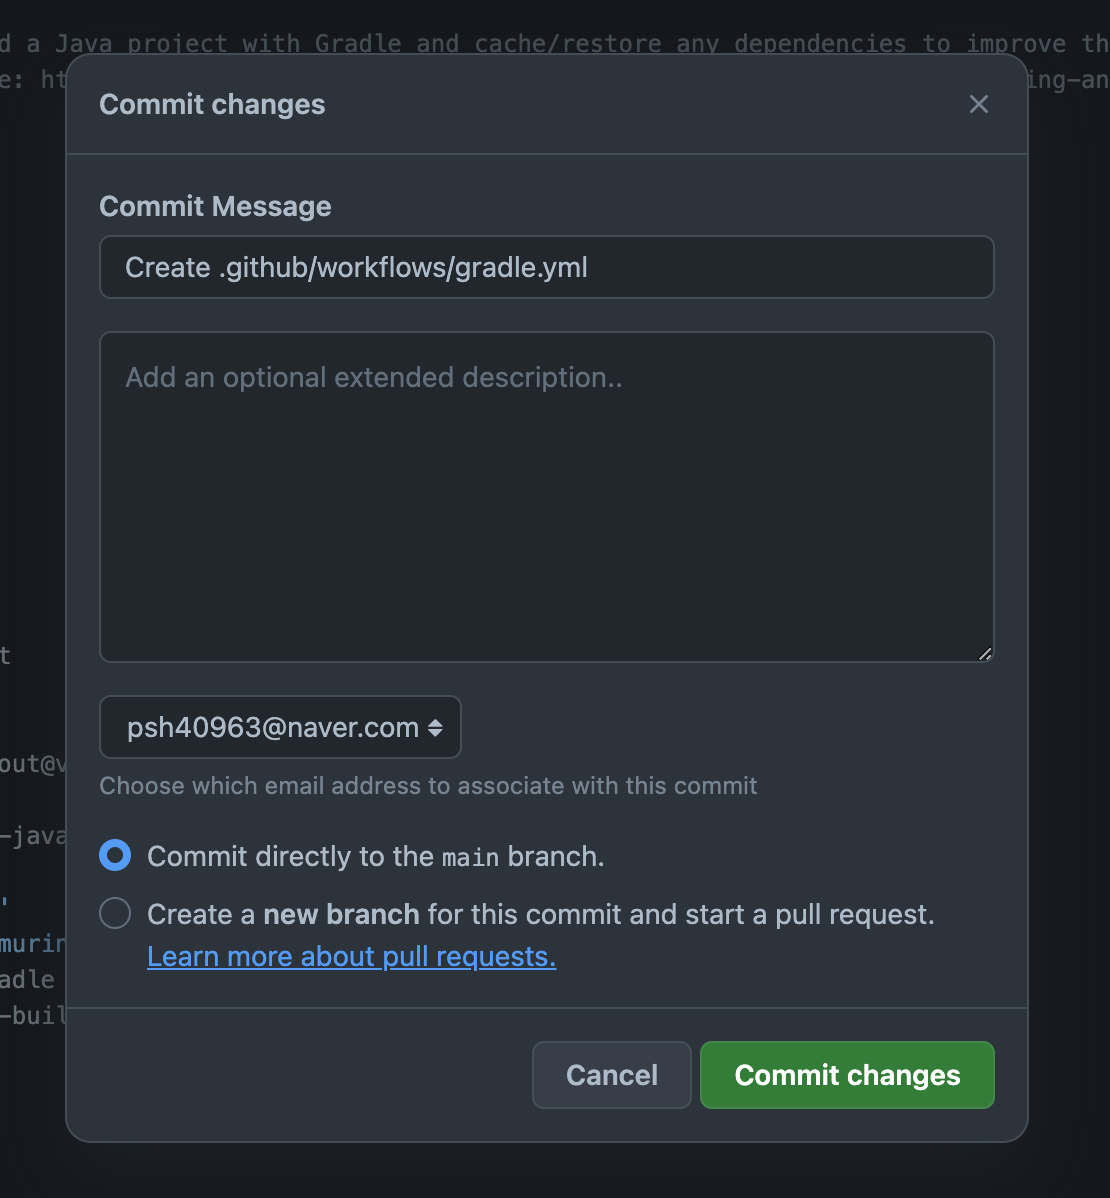 d a Java project with Gradle and cache/restore any dependencies to improve th
e: ht
ing-an
Commit changes
Commit Message
Create .github/workflows/gradle.yml
Add an optional extended description..
t
psh40963@naver.com
out@v
Choose which email address to associate with this commit
-java
Commit directly to the main branch.
'
Create a new branch for this commit and start a pull request.
murin
Learn more about pull requests.
adle
-buil
Cancel
Commit changes